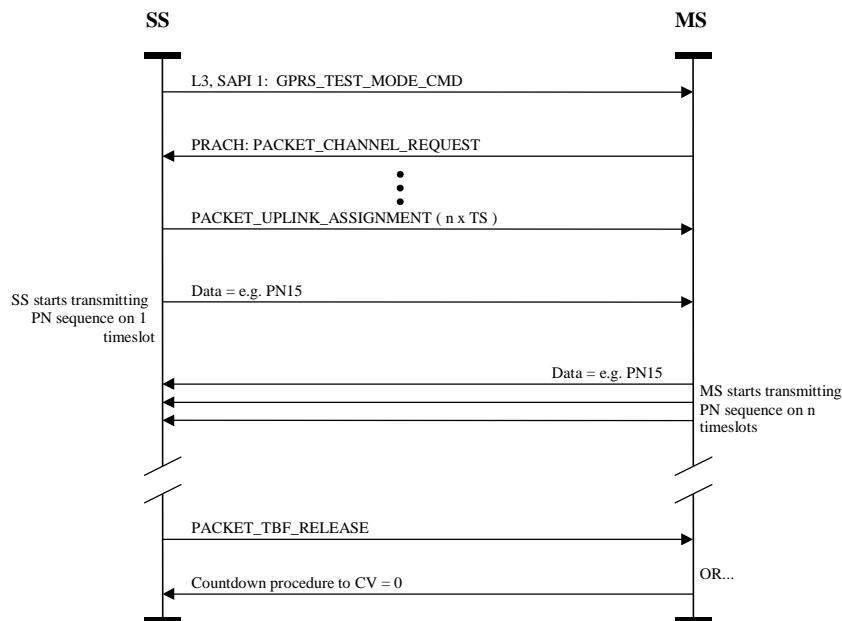 SS
MS
L3, SAPI 1: GPRS_TEST_MODE_CMD
PRACH: PACKET_CHANNEL_REQUEST
PACKET_UPLINK_ASSIGNMENT ( n x TS )
Data = e.g. PN15
SS starts transmitting
PN sequence on 1
timeslot
Data = e.g. PN15
MS starts transmitting
PN sequence on n
timeslots
PACKET_TBF_RELEASE
OR...
Countdown procedure to CV = 0